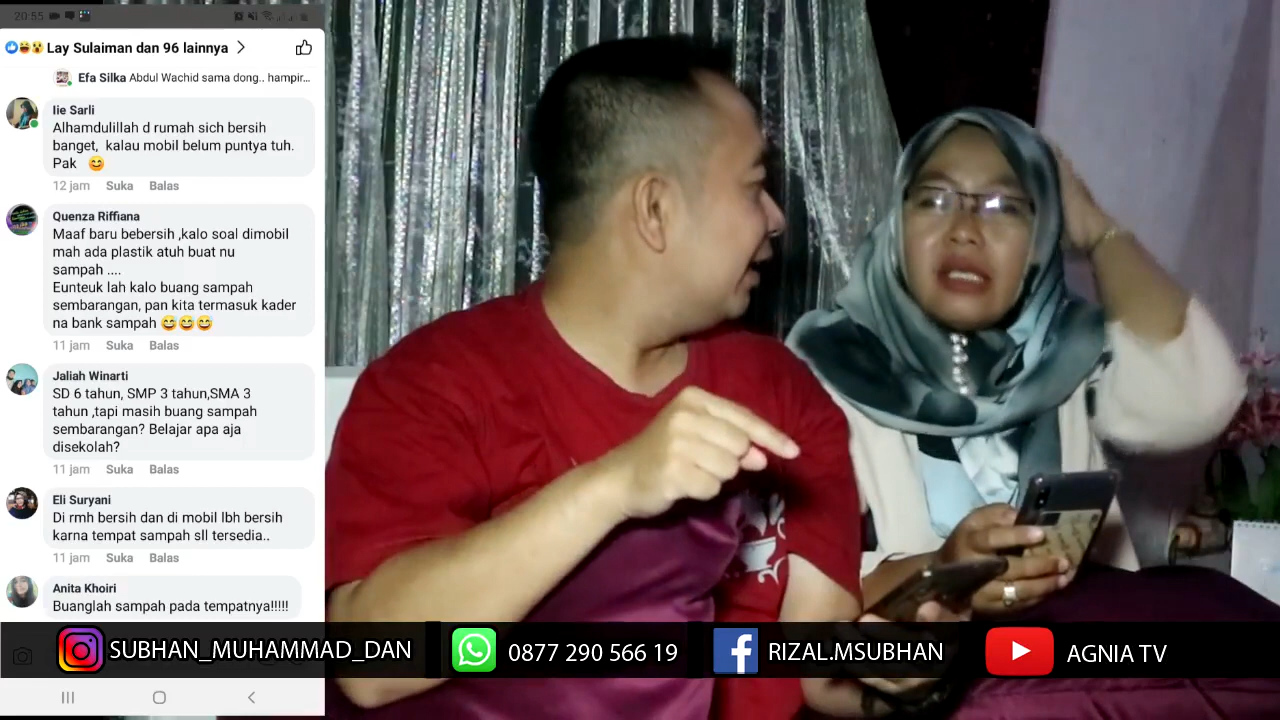 20:55
Lay Sulaiman dan 96 lainnya
Efa Silka Abdul Wachid sama dong.. hampir...
Iie Sarli
Alhamdulillah d rumah sich bersih
banget, kalau mobil belum puntya tuh.
Pak 😊
12 jam Suka Balas
Quenza Riffiana
Maaf baru bebersih ,kalo soal dimobil
mah ada plastik atuh buat nu
sampah ....
Eunteuk lah kalo buang sampah
sembarangan, pan kita termasuk kader
na bank sampah 😅😅😅
11 jam Suka Balas
Jaliah Winarti
SD 6 tahun, SMP 3 tahun,SMA 3
tahun ,tapi masih buang sampah
sembarangan? Belajar apa aja
disekolah?
11 jam Suka Balas
Eli Suryani
Di rmh bersih dan di mobil lbh bersih
karna tempat sampah sll tersedia..
11 jam Suka Balas
Anita Khoiri
Buanglah sampah pada tempatnya!!!!!
SUBHAN_MUHAMMAD_DAN
0877 290 566 19
RIZAL.MSUBHAN
AGNIA TV